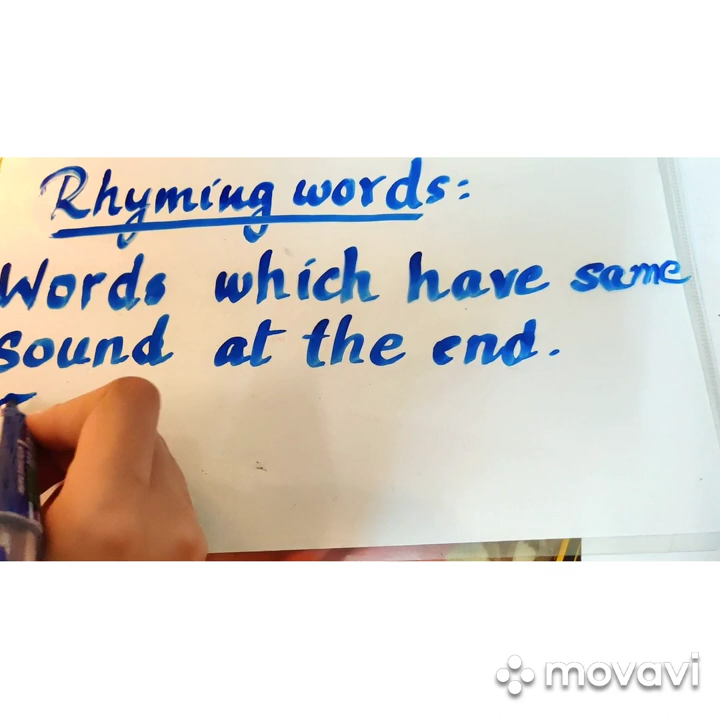 Rhyming words:
Words which have same
sound at the end.
movavi